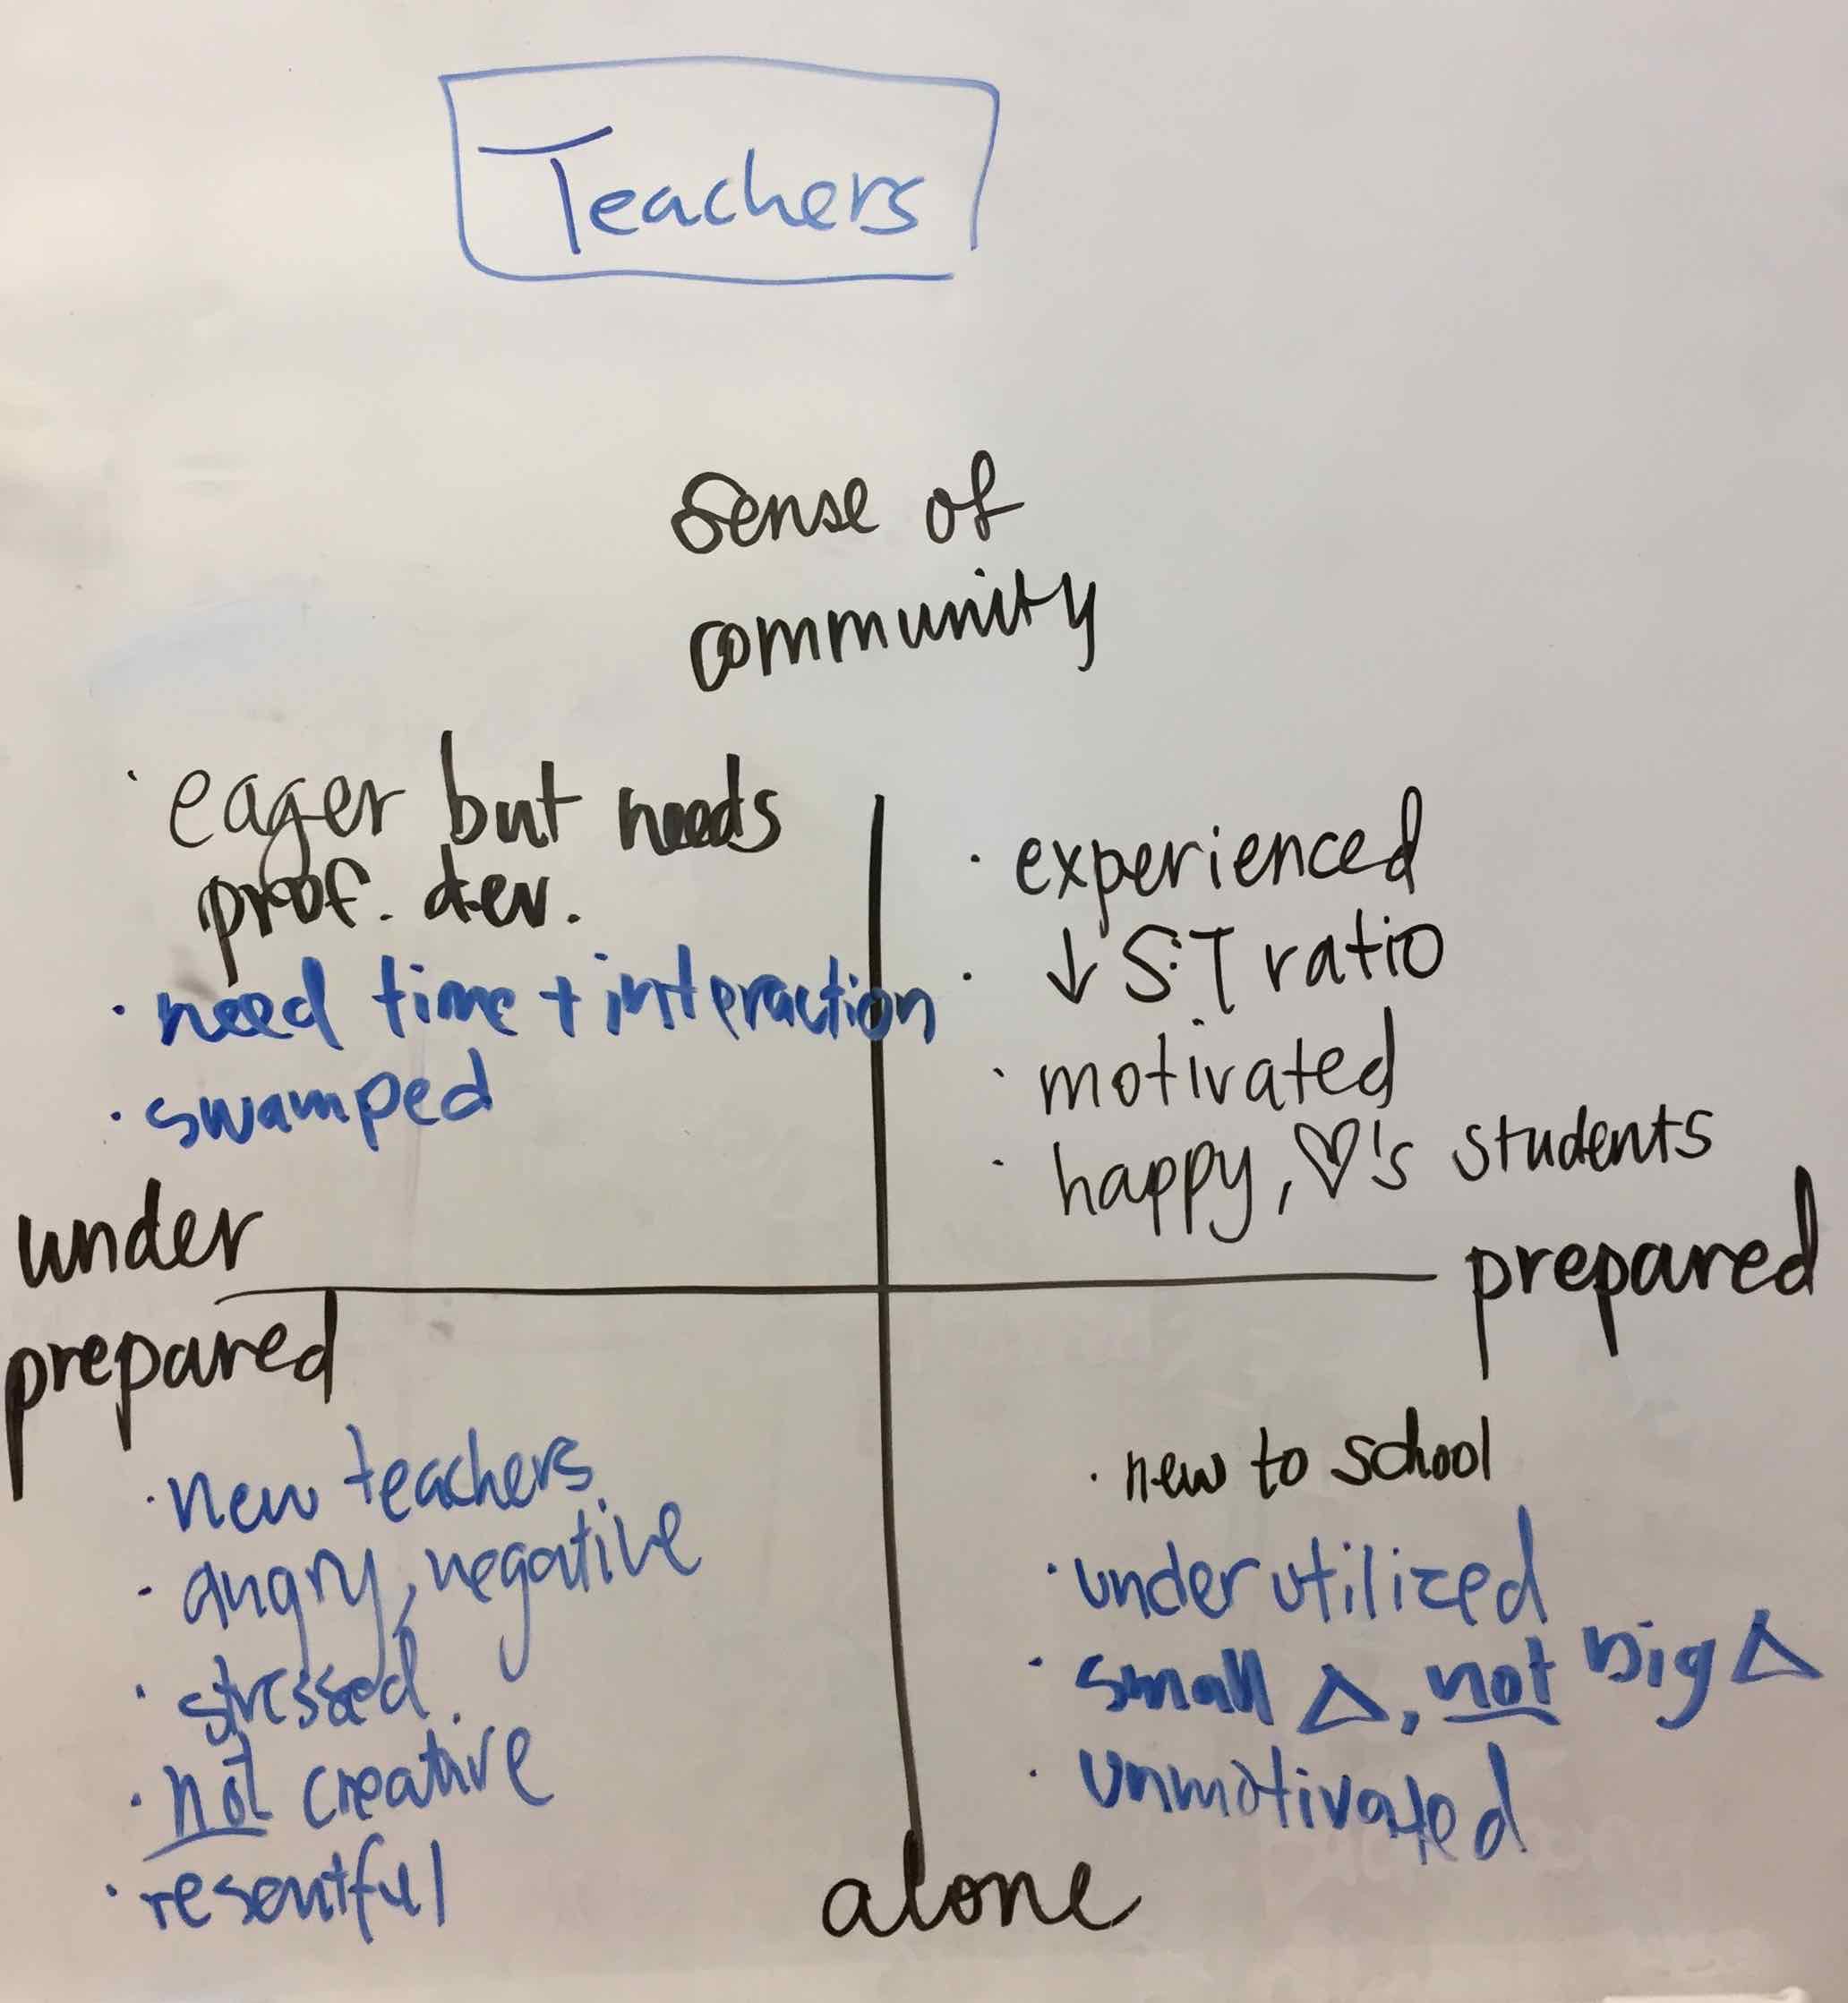 Teachers
Sense of
community
· eager but needs
prof. dev.
· need time + interaction
· swamped
· experienced
· ↓ S:T ratio
· motivated
· happy, ♡'s students
under
prepared
prepared
· new teachers
· angry, negative
· stressed
· not creative
· resentful
· new to school
· underutilized
· small Δ, not big Δ
· unmotivated
alone